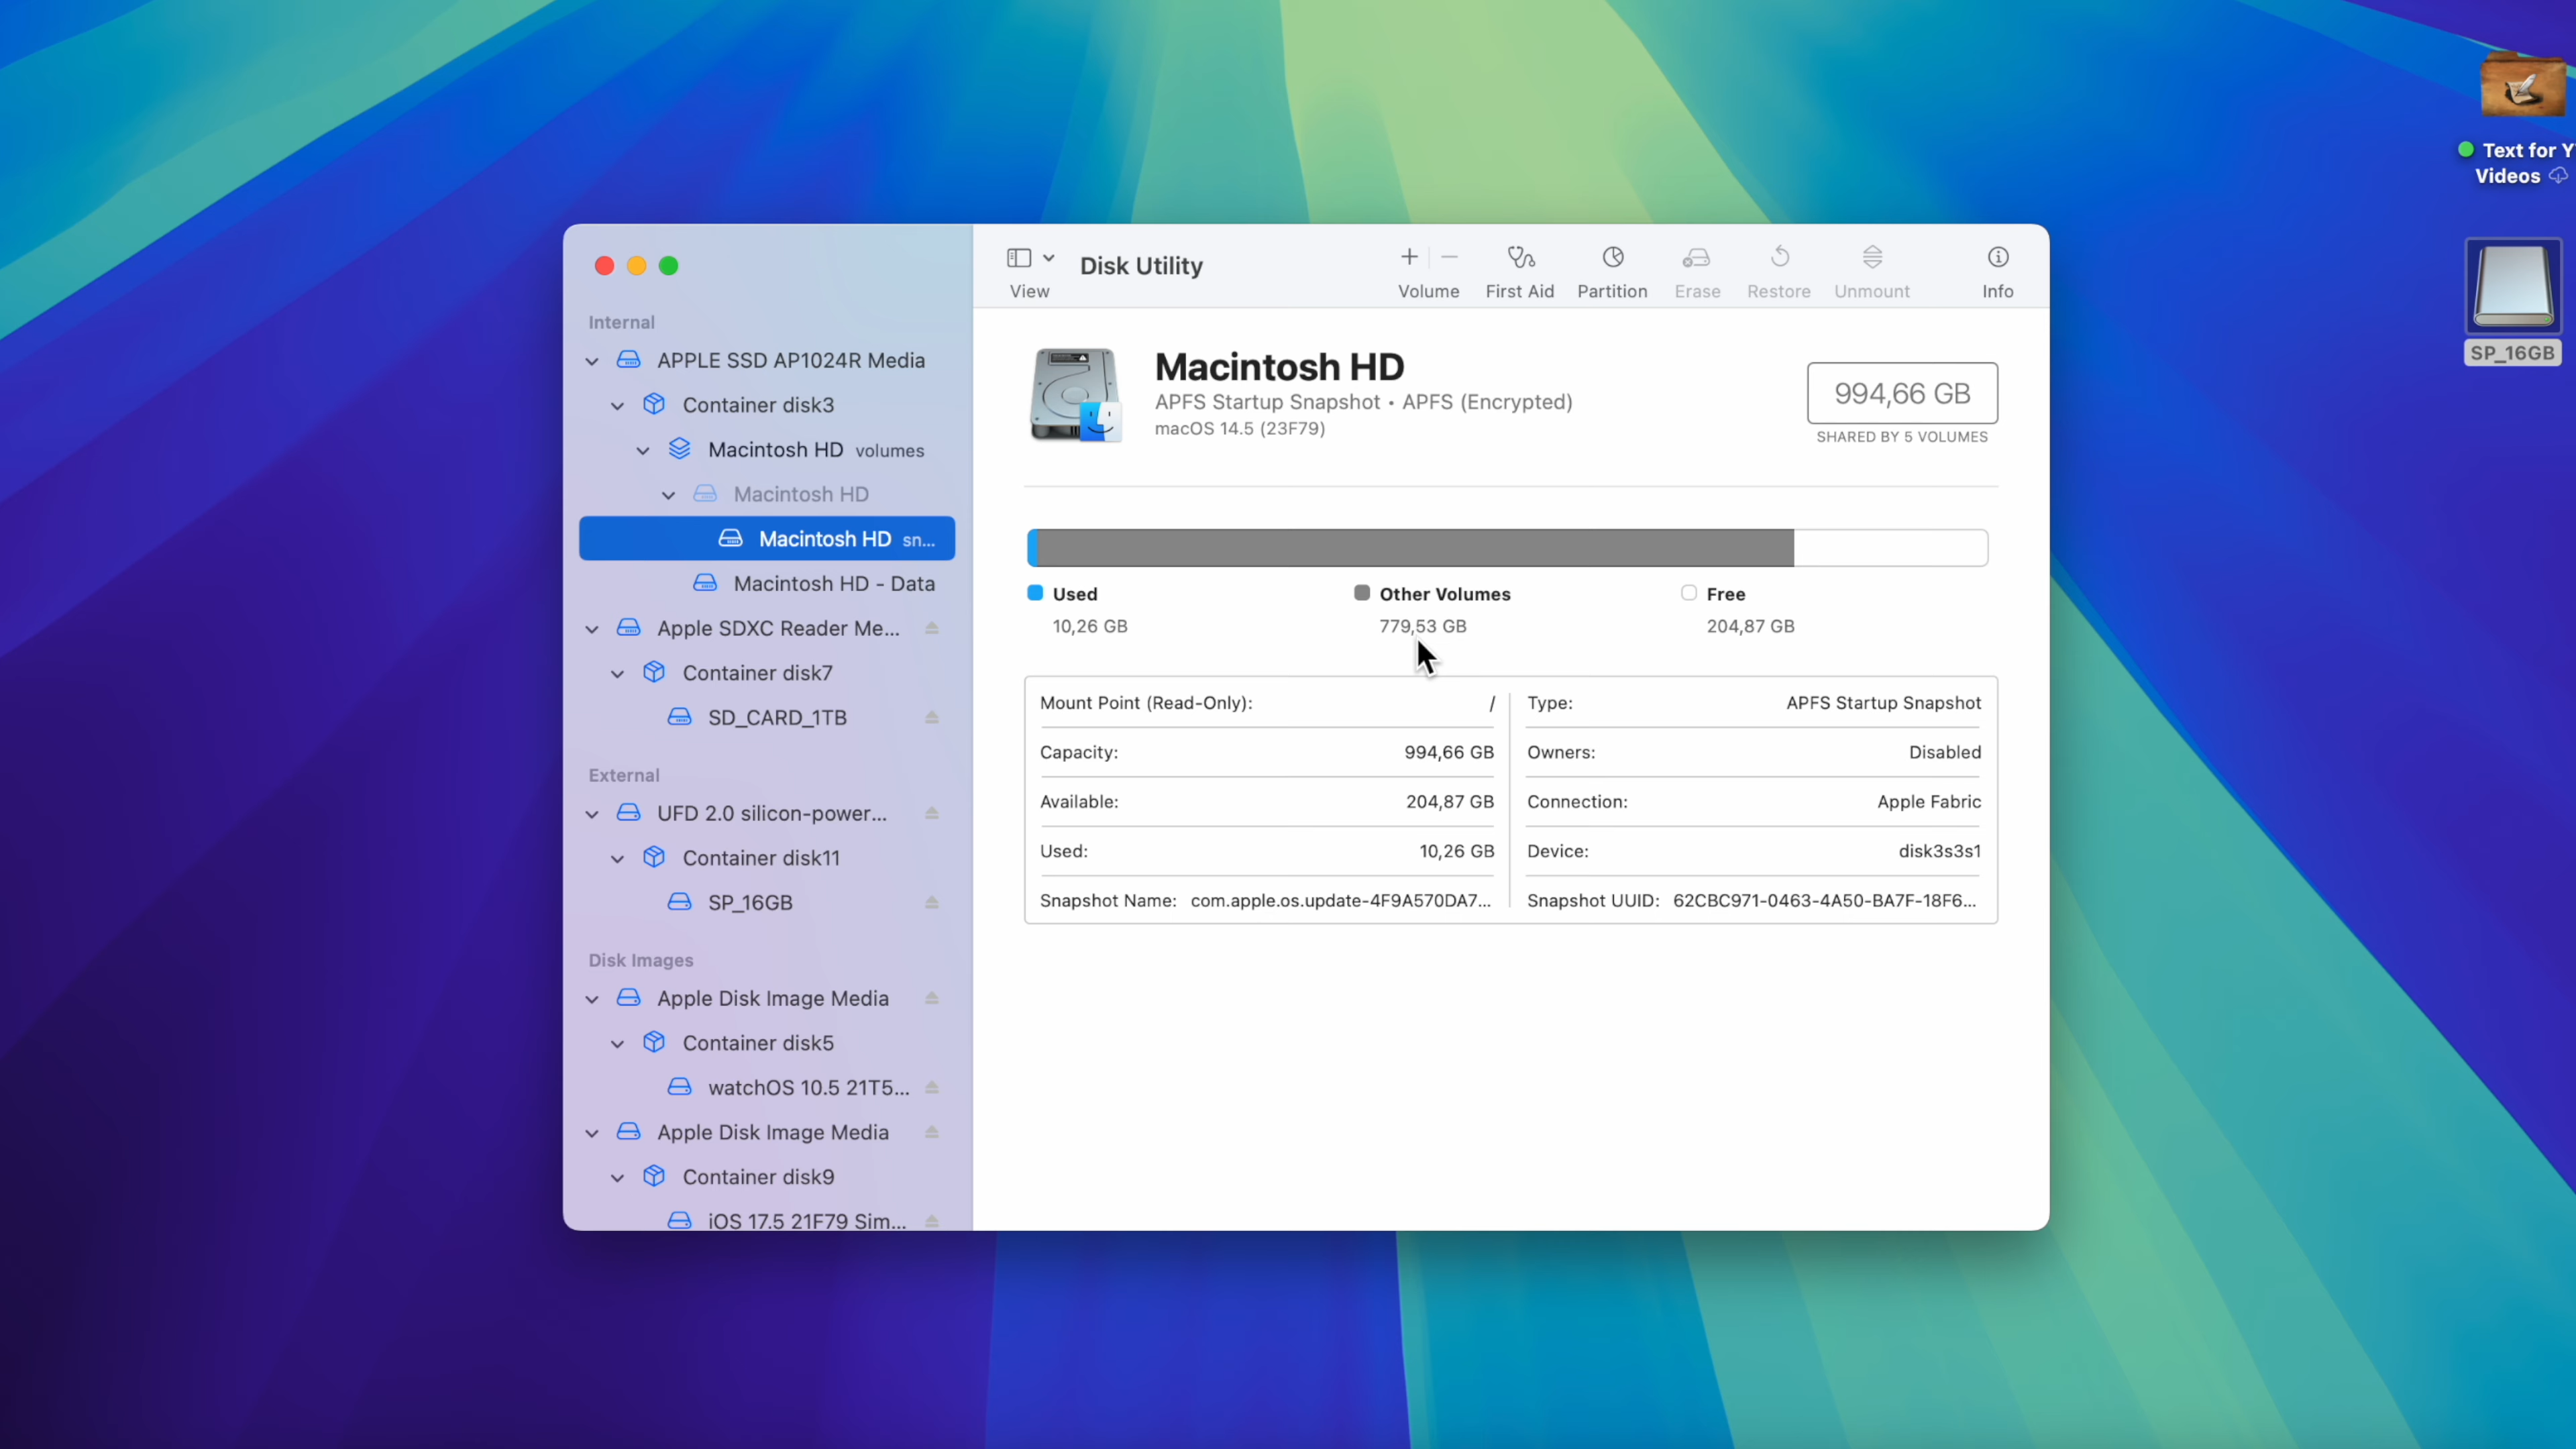 Text for Y
Videos
SP_16GB
Disk Utility
View
Volume
First Aid
Partition
Erase
Restore
Unmount
Info
Internal
APPLE SSD AP1024R Media
Container disk3
Macintosh HD volumes
Macintosh HD
Macintosh HD sn...
Macintosh HD - Data
Apple SDXC Reader Me...
Container disk7
SD_CARD_1TB
External
UFD 2.0 silicon-power...
Container disk11
SP_16GB
Disk Images
Apple Disk Image Media
Container disk5
watchOS 10.5 21T5...
Apple Disk Image Media
Container disk9
iOS 17.5 21F79 Sim...
Macintosh HD
APFS Startup Snapshot • APFS (Encrypted)
macOS 14.5 (23F79)
994,66 GB
SHARED BY 5 VOLUMES
Used
10,26 GB
Other Volumes
779,53 GB
Free
204,87 GB
Mount Point (Read-Only): /
Capacity: 994,66 GB
Available: 204,87 GB
Used: 10,26 GB
Snapshot Name: com.apple.os.update-4F9A570DA7...
Type: APFS Startup Snapshot
Owners: Disabled
Connection: Apple Fabric
Device: disk3s3s1
Snapshot UUID: 62CBC971-0463-4A50-BA7F-18F6...